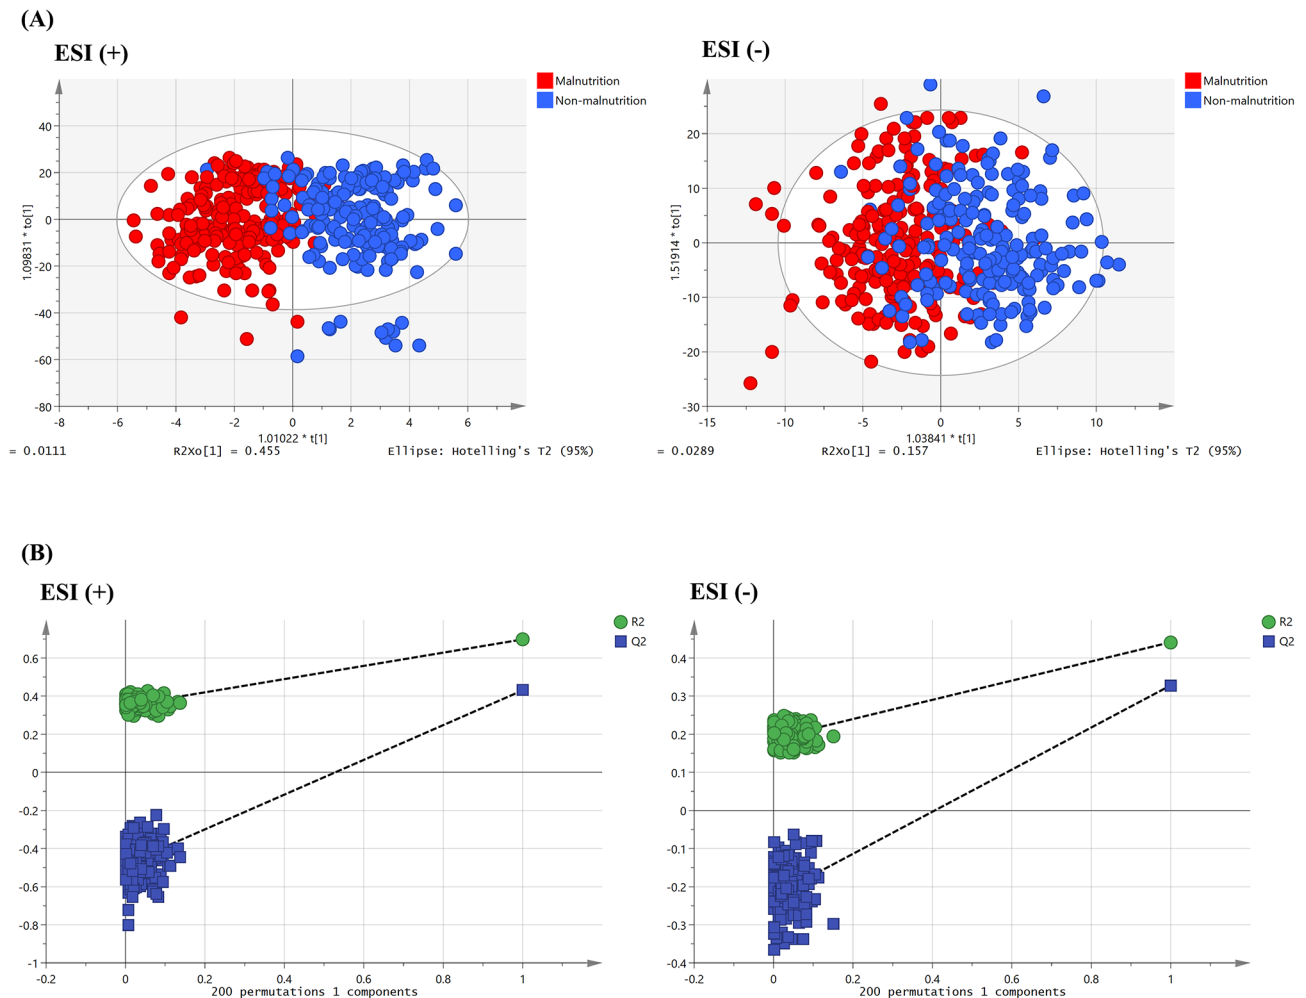 (A)
ESI (+)
Malnutrition
Non-malnutrition
40
20
0
-20
-40
-60
-80
-8 -6 -4 -2 0 2 4 6
1.09831 * to[1]
1.01022 * t[1]
= 0.0111 R2Xo[1] = 0.455 Ellipse: Hotelling's T2 (95%)
ESI (-)
Malnutrition
Non-malnutrition
20
10
0
-10
-20
-30
-15 -10 -5 0 5 10
1.51914 * to[1]
1.03841 * t[1]
= 0.0289 R2Xo[1] = 0.157 Ellipse: Hotelling's T2 (95%)
(B)
ESI (+)
R2
Q2
0.6
0.4
0.2
0
-0.2
-0.4
-0.6
-0.8
-1
-0.2 0 0.2 0.4 0.6 0.8 1
200 permutations 1 components
ESI (-)
R2
Q2
0.4
0.3
0.2
0.1
0
-0.1
-0.2
-0.3
-0.4
-0.2 0 0.2 0.4 0.6 0.8 1
200 permutations 1 components